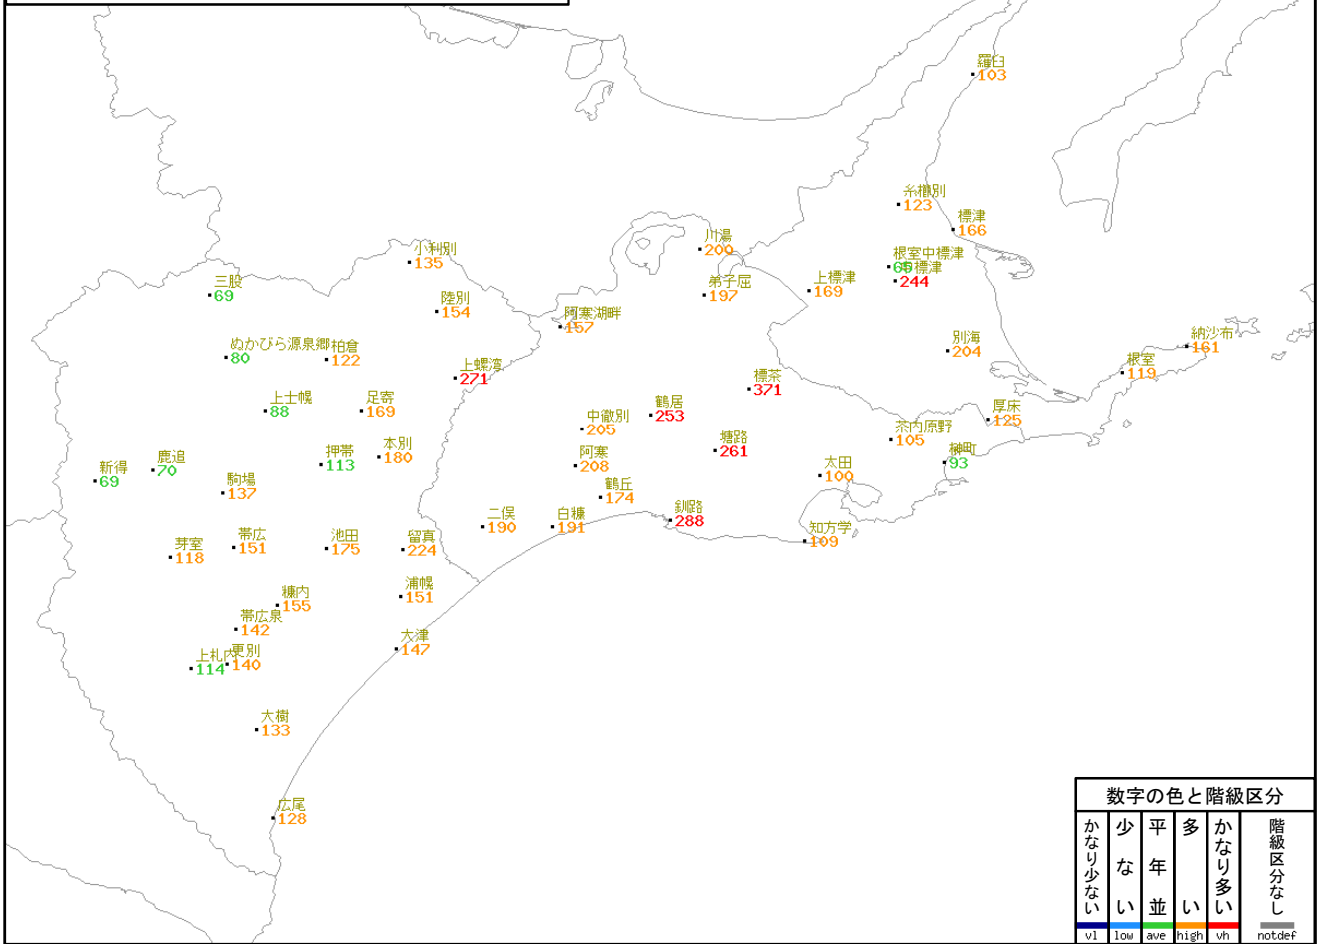 羅臼
103
糸櫛別
123
標津
166
川湯
200
小利別
135
根室中標津
69
中標津
244
上標津
169
弟子屈
197
三股
69
陸別
154
阿寒湖畔
157
納沙布
161
ぬかびら源泉郷
80
柏倉
122
別海
204
根室
119
上螺湾
271
標茶
371
上士幌
88
足寄
169
鶴居
253
厚床
125
中徹別
205
茶内原野
105
塘路
261
押帯
113
本別
180
榊町
93
鹿追
70
新得
69
阿寒
208
太田
100
駒場
137
鶴丘
174
釧路
288
二俣
190
白糠
191
知方学
109
帯広
151
芽室
118
池田
175
留真
224
浦幌
151
糠内
155
帯広泉
142
大津
147
上札内
114
更別
140
大樹
133
広尾
128
数字の色と階級区分
かなり少ない
少ない
平年並
多い
かなり多い
階級区分なし
vl low ave high vh notdef